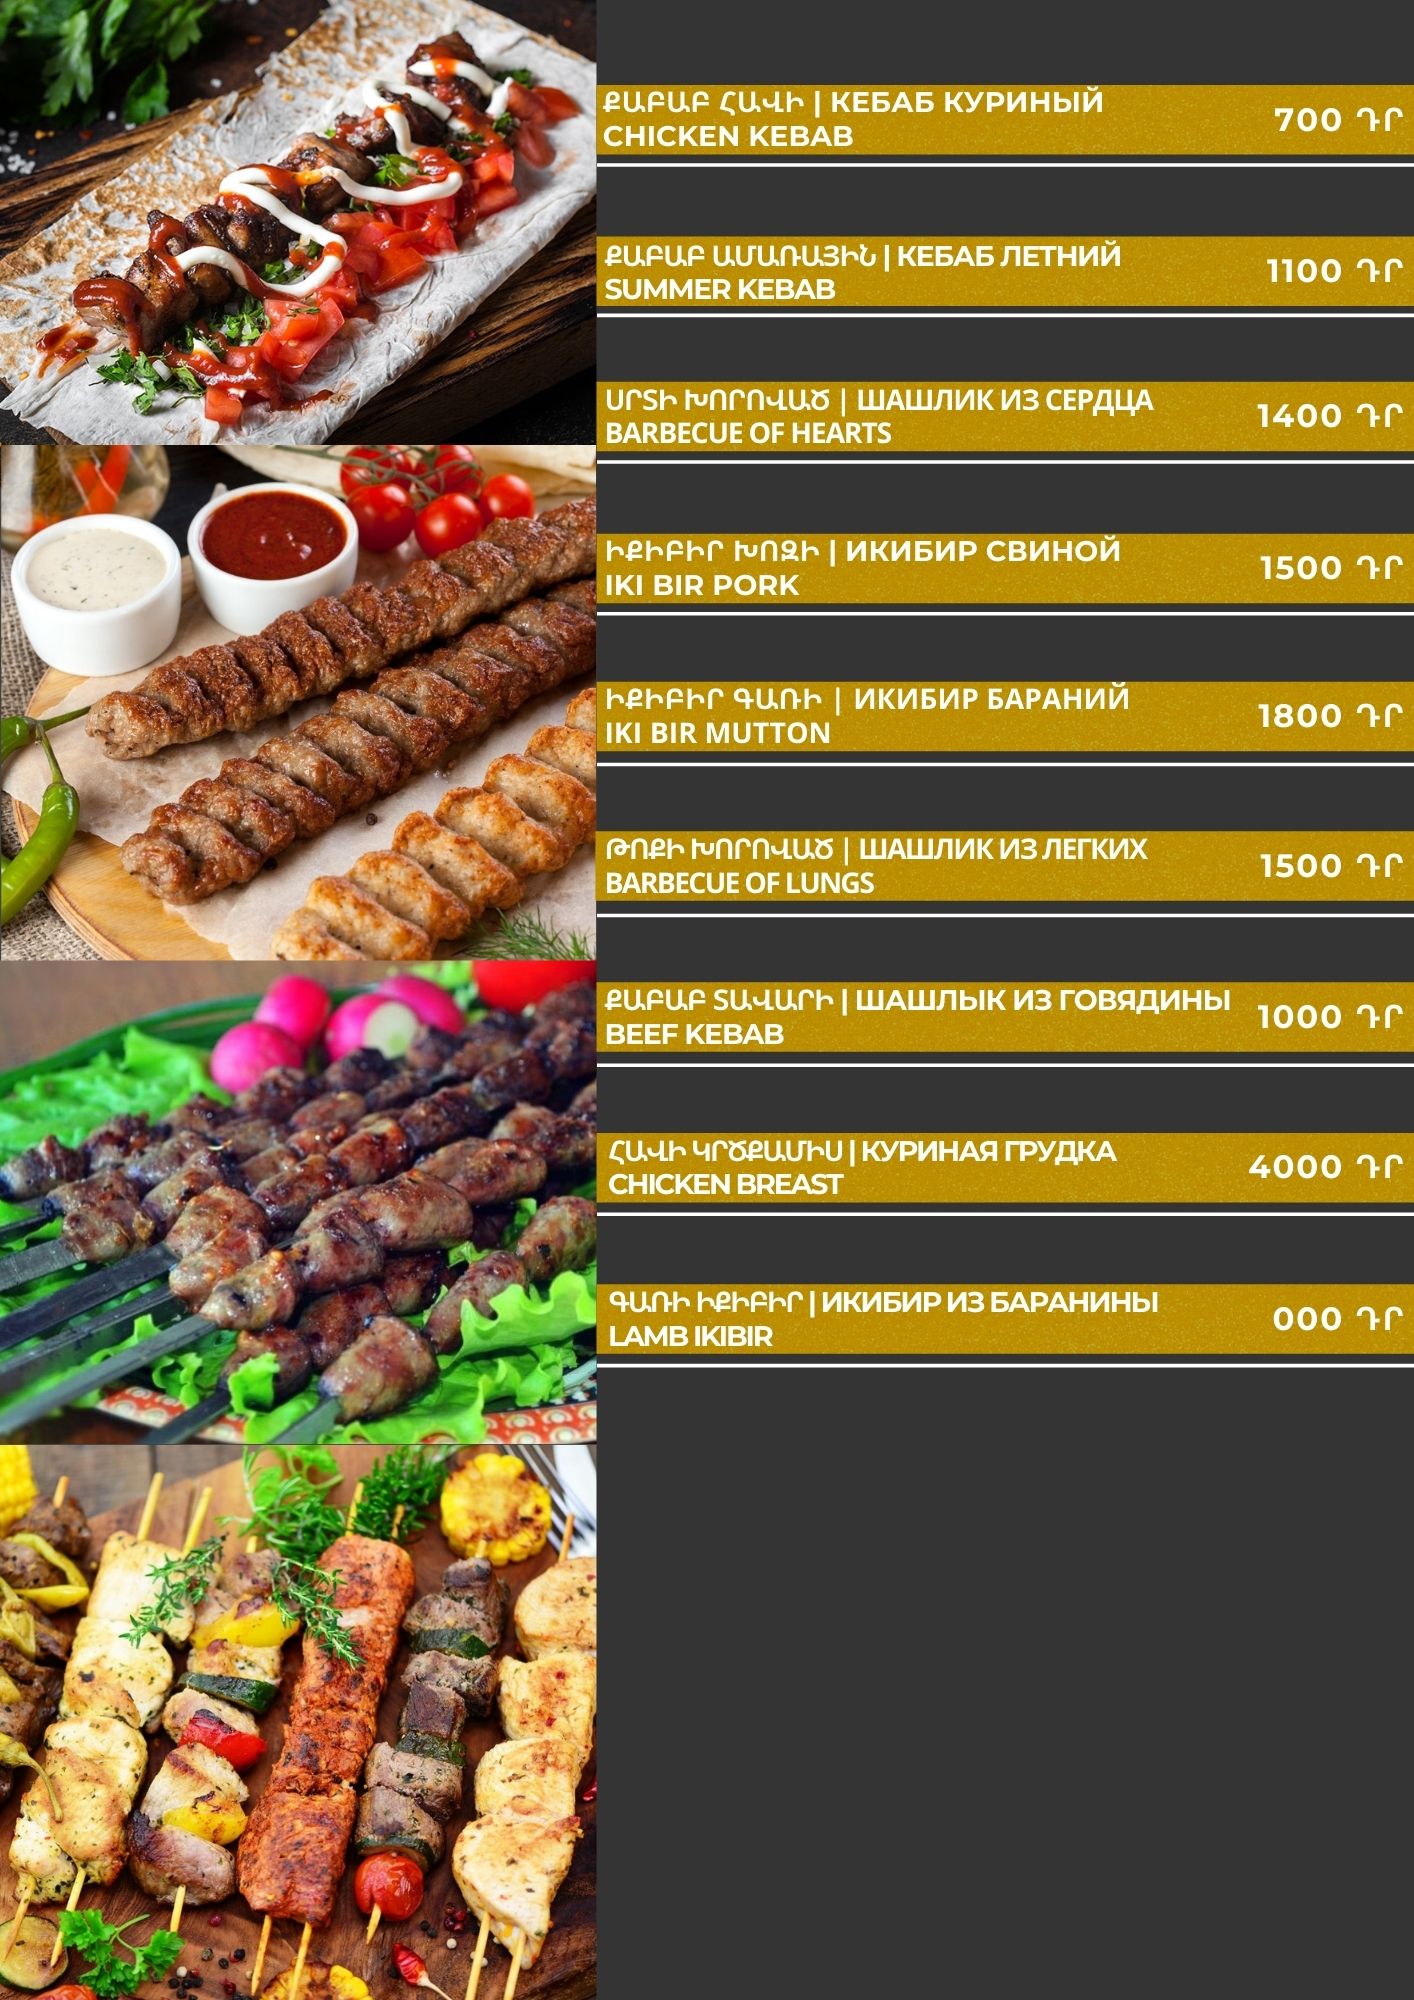 ՔԱԲԱԲ ՀԱՎԻ | КЕБАБ КУРИНЫЙ
CHICKEN KEBAB
700 ԴՐ
ՔԱԲԱԲ ԱՄԱՌԱՅԻՆ | КЕБАБ ЛЕТНИЙ
SUMMER KEBAB
1100 ԴՐ
ՍՐՏԻ ԽՈՐՈՎԱԾ | ШАШЛИК ИЗ СЕРДЦА
BARBECUE OF HEARTS
1400 ԴՐ
ԻՔԻԲԻՐ ԽՈԶԻ | ИКИБИР СВИНОЙ
IKI BIR PORK
1500 ԴՐ
ԻՔԻԲԻՐ ԳԱՌԻ | ИКИБИР БАРАНИЙ
IKI BIR MUTTON
1800 ԴՐ
ԹՈՔԻ ԽՈՐՈՎԱԾ | ШАШЛИК ИЗ ЛЕГКИХ
BARBECUE OF LUNGS
1500 ԴՐ
ՔԱԲԱԲ ՏԱՎԱՐԻ | ШАШЛЫК ИЗ ГОВЯДИНЫ
BEEF KEBAB
1000 ԴՐ
ՀԱՎԻ ԿՐԾՔԱՄԻՍ | КУРИНАЯ ГРУДКА
CHICKEN BREAST
4000 ԴՐ
ԳԱՌԻ ԻՔԻԲԻՐ | ИКИБИР ИЗ БАРАНИНЫ
LAMB IKIBIR
000 ԴՐ